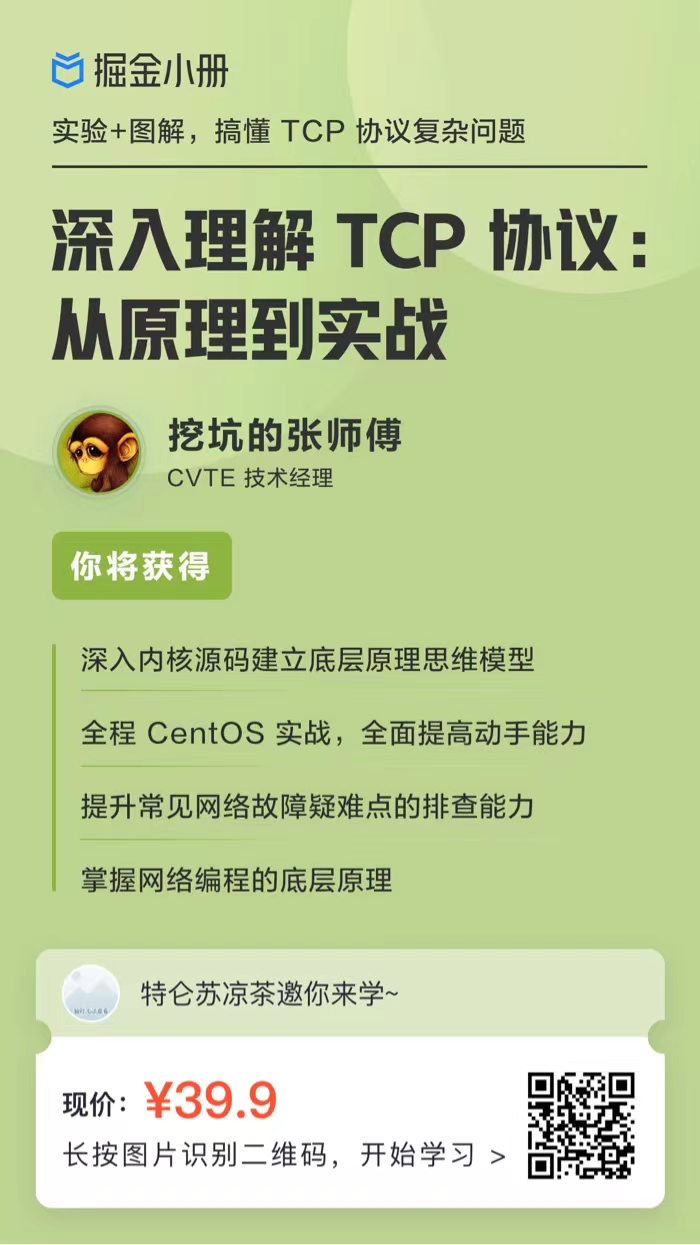 掘金小册
实验+图解，搞懂 TCP 协议复杂问题
深入理解 TCP 协议：
从原理到实战
挖坑的张师傅
CVTE 技术经理
你将获得
深入内核源码建立底层原理思维模型
全程 CentOS 实战，全面提高动手能力
提升常见网络故障疑难点的排查能力
掌握网络编程的底层原理
特仑苏凉茶邀你来学~
现价：¥39.9
长按图片识别二维码，开始学习 >